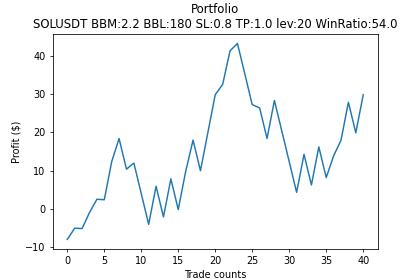 Portfolio
SOLUSDT BBM:2.2 BBL:180 SL:0.8 TP:1.0 lev:20 WinRatio:54.0
40
30
20
10
0
−10
Profit ($)
0 5 10 15 20 25 30 35 40
Trade counts